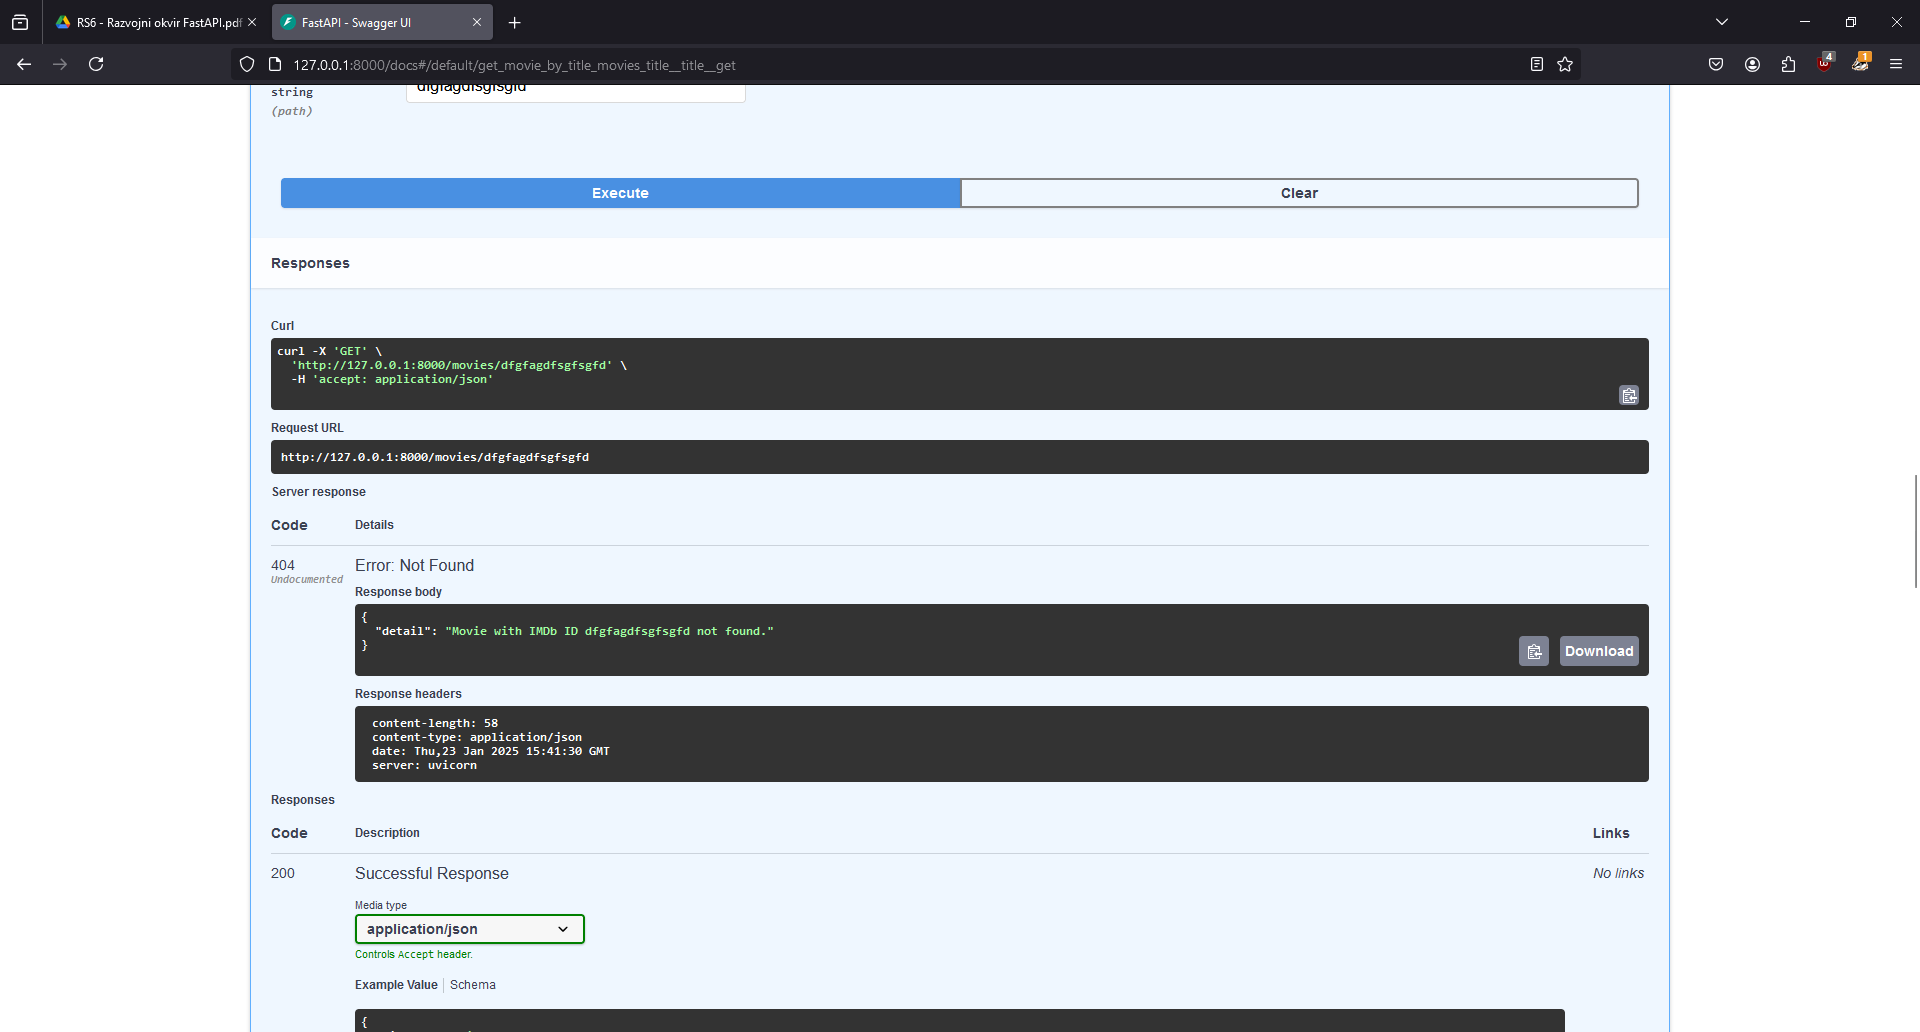 RS6 - Razvojni okvir FastAPI.pdf
FastAPI - Swagger UI
127.0.0.1:8000/docs#/default/get_movie_by_title_movies_title__title__get
4
1
string
dfgfagdfsgfsgfd
(path)
Execute
Clear
Responses
Curl
curl -X 'GET' \
'http://127.0.0.1:8000/movies/dfgfagdfsgfsgfd' \
-H 'accept: application/json'
Request URL
http://127.0.0.1:8000/movies/dfgfagdfsgfsgfd
Server response
Code Details
404 Error: Not Found
Undocumented
Response body
{
"detail": "Movie with IMDb ID dfgfagdfsgfsgfd not found."
}
Download
Response headers
content-length: 58
content-type: application/json
date: Thu,23 Jan 2025 15:41:30 GMT
server: uvicorn
Responses
Code Description Links
200 Successful Response No links
Media type
application/json
Controls Accept header.
Example Value Schema
{